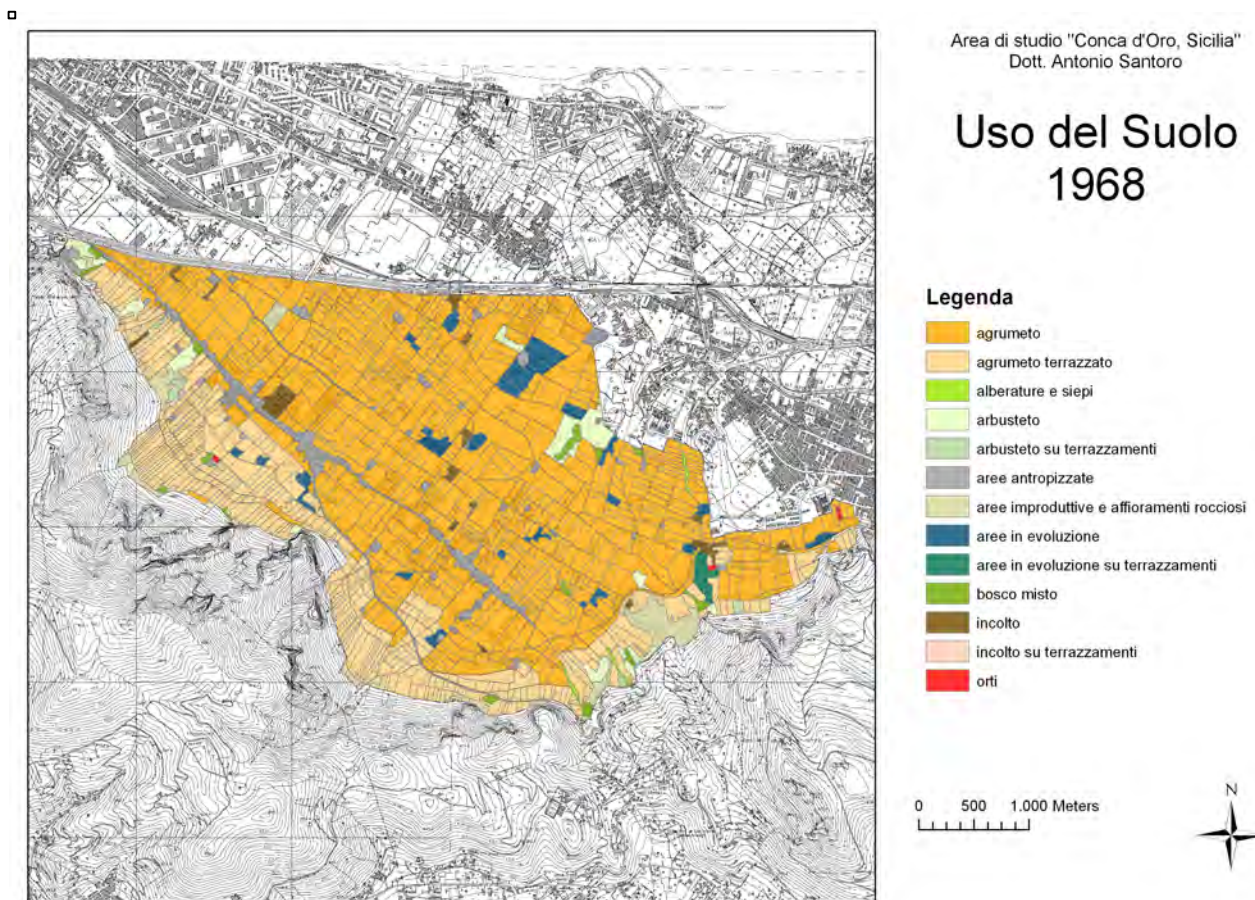 Area di studio "Conca d'Oro, Sicilia"
Dott. Antonio Santoro
Uso del Suolo
1968
Legenda
agrumeto
agrumeto terrazzato
alberature e siepi
arbusteto
arbusteto su terrazzamenti
aree antropizzate
aree improduttive e affioramenti rocciosi
aree in evoluzione
aree in evoluzione su terrazzamenti
bosco misto
incolto
incolto su terrazzamenti
orti
0 500 1.000 Meters
N